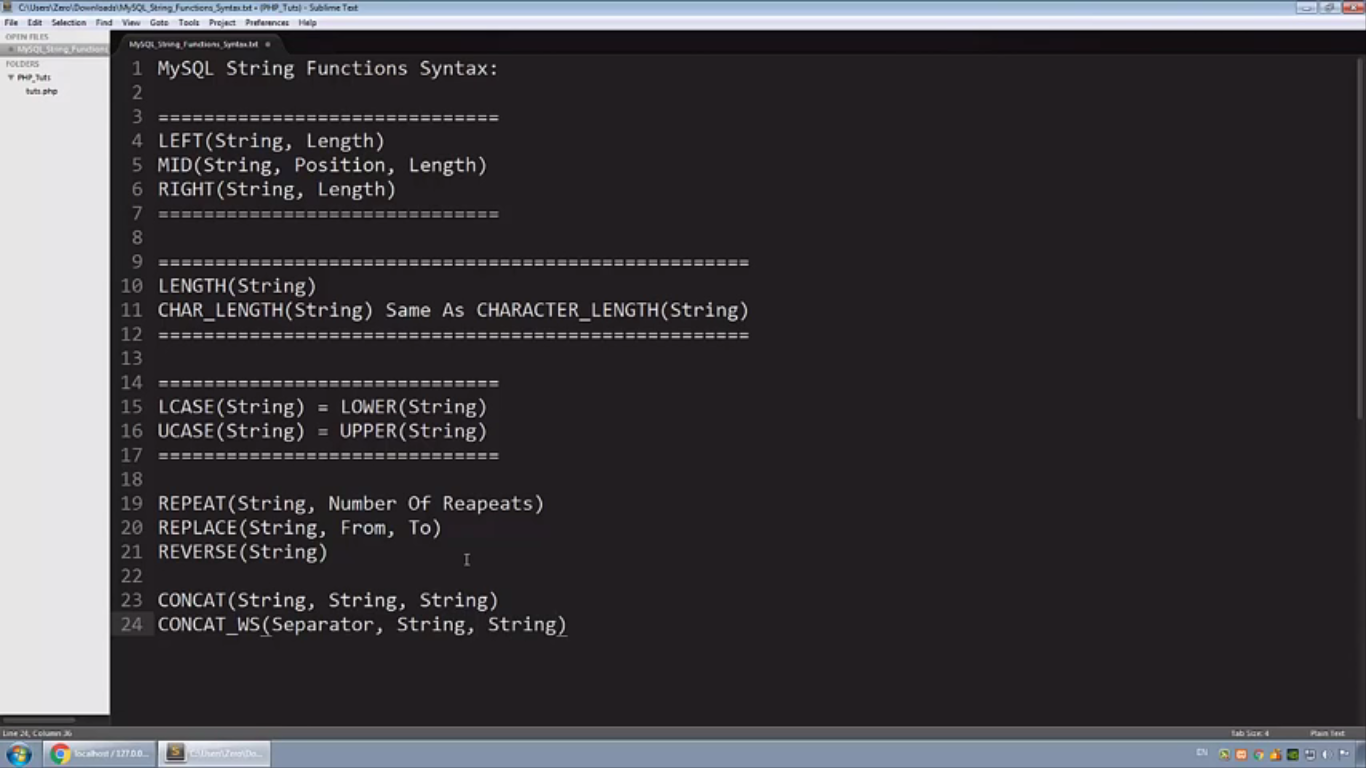 C:\Users\Zero\Downloads\MySQL_String_Functions_Syntax.txt • (PHP_Tuts) - Sublime Text
File Edit Selection Find View Goto Tools Project Preferences Help
OPEN FILES
MySQL_String_Functions
FOLDERS
PHP_Tuts
tuts.php
MySQL_String_Functions_Syntax.txt
1 MySQL String Functions Syntax:
2
3 ==============================
4 LEFT(String, Length)
5 MID(String, Position, Length)
6 RIGHT(String, Length)
7 ==============================
8
9 ====================================================
10 LENGTH(String)
11 CHAR_LENGTH(String) Same As CHARACTER_LENGTH(String)
12 ====================================================
13
14 ==============================
15 LCASE(String) = LOWER(String)
16 UCASE(String) = UPPER(String)
17 ==============================
18
19 REPEAT(String, Number Of Reapeats)
20 REPLACE(String, From, To)
21 REVERSE(String)
22
23 CONCAT(String, String, String)
24 CONCAT_WS(Separator, String, String)
Line 24, Column 36
Tab Size: 4
Plain Text
localhost / 127.0.0...
C:\Users\Zero\Do...
EN